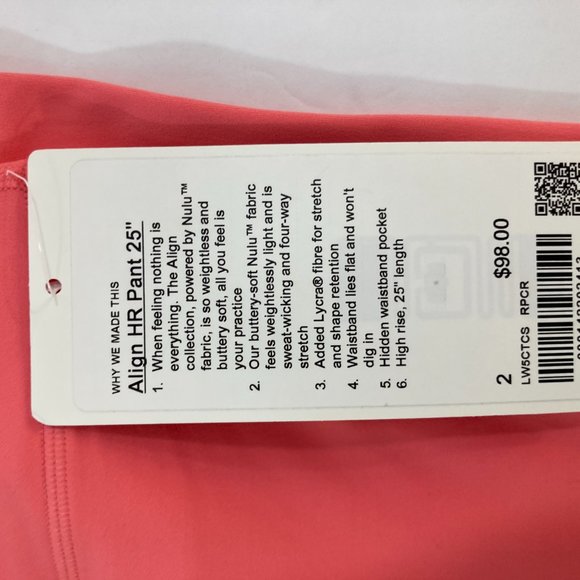 WHY WE MADE THIS
Align HR Pant 25"
1. When feeling nothing is
everything. The Align
collection, powered by Nulu™
fabric, is so weightless and
buttery soft, all you feel is
your practice
2. Our buttery-soft Nulu™ fabric
feels weightlessly light and is
sweat-wicking and four-way
stretch
3. Added Lycra® fibre for stretch
and shape retention
4. Waistband lies flat and won't
dig in
5. Hidden waistband pocket
6. High rise, 25" length
2 $98.00
LW5CTCS RPCR